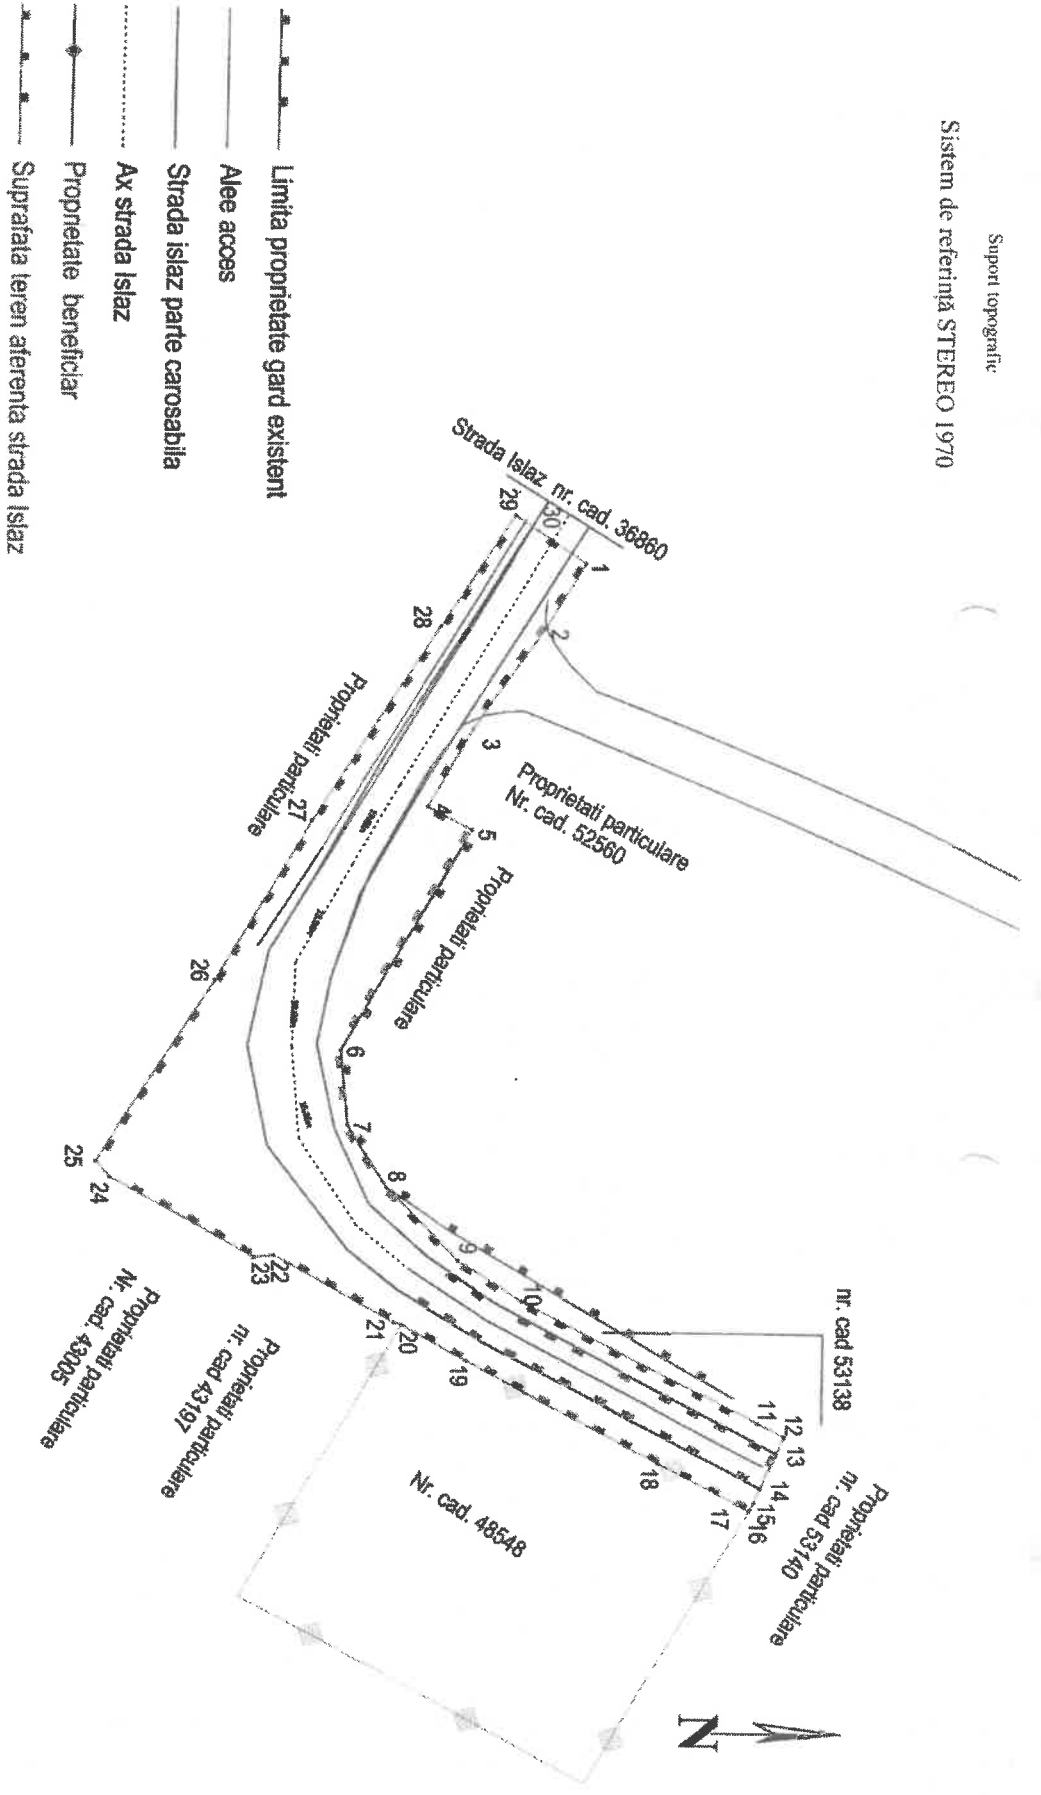 Suport topografic
Sistem de referință STEREO 1970
Strada Islaz nr. cad. 36860
30
29
1
2
28
3
Proprietati particulare
Nr. cad. 52560
4
5
Proprietati particulare
27
Proprietati particulare
26
6
7
8
9
10
nr. cad 53138
11
12
13
14
15
16
17
18
19
20
21
22
23
24
25
Proprietati particulare
nr. cad 53140
Nr. cad. 48548
Proprietati particulare
nr. cad 43197
Proprietati particulare
Nr. cad. 43005
N
Limita proprietate gard existent
Alee acces
Strada islaz parte carosabila
Ax strada Islaz
Proprietate beneficiar
Suprafata teren aferenta strada Islaz